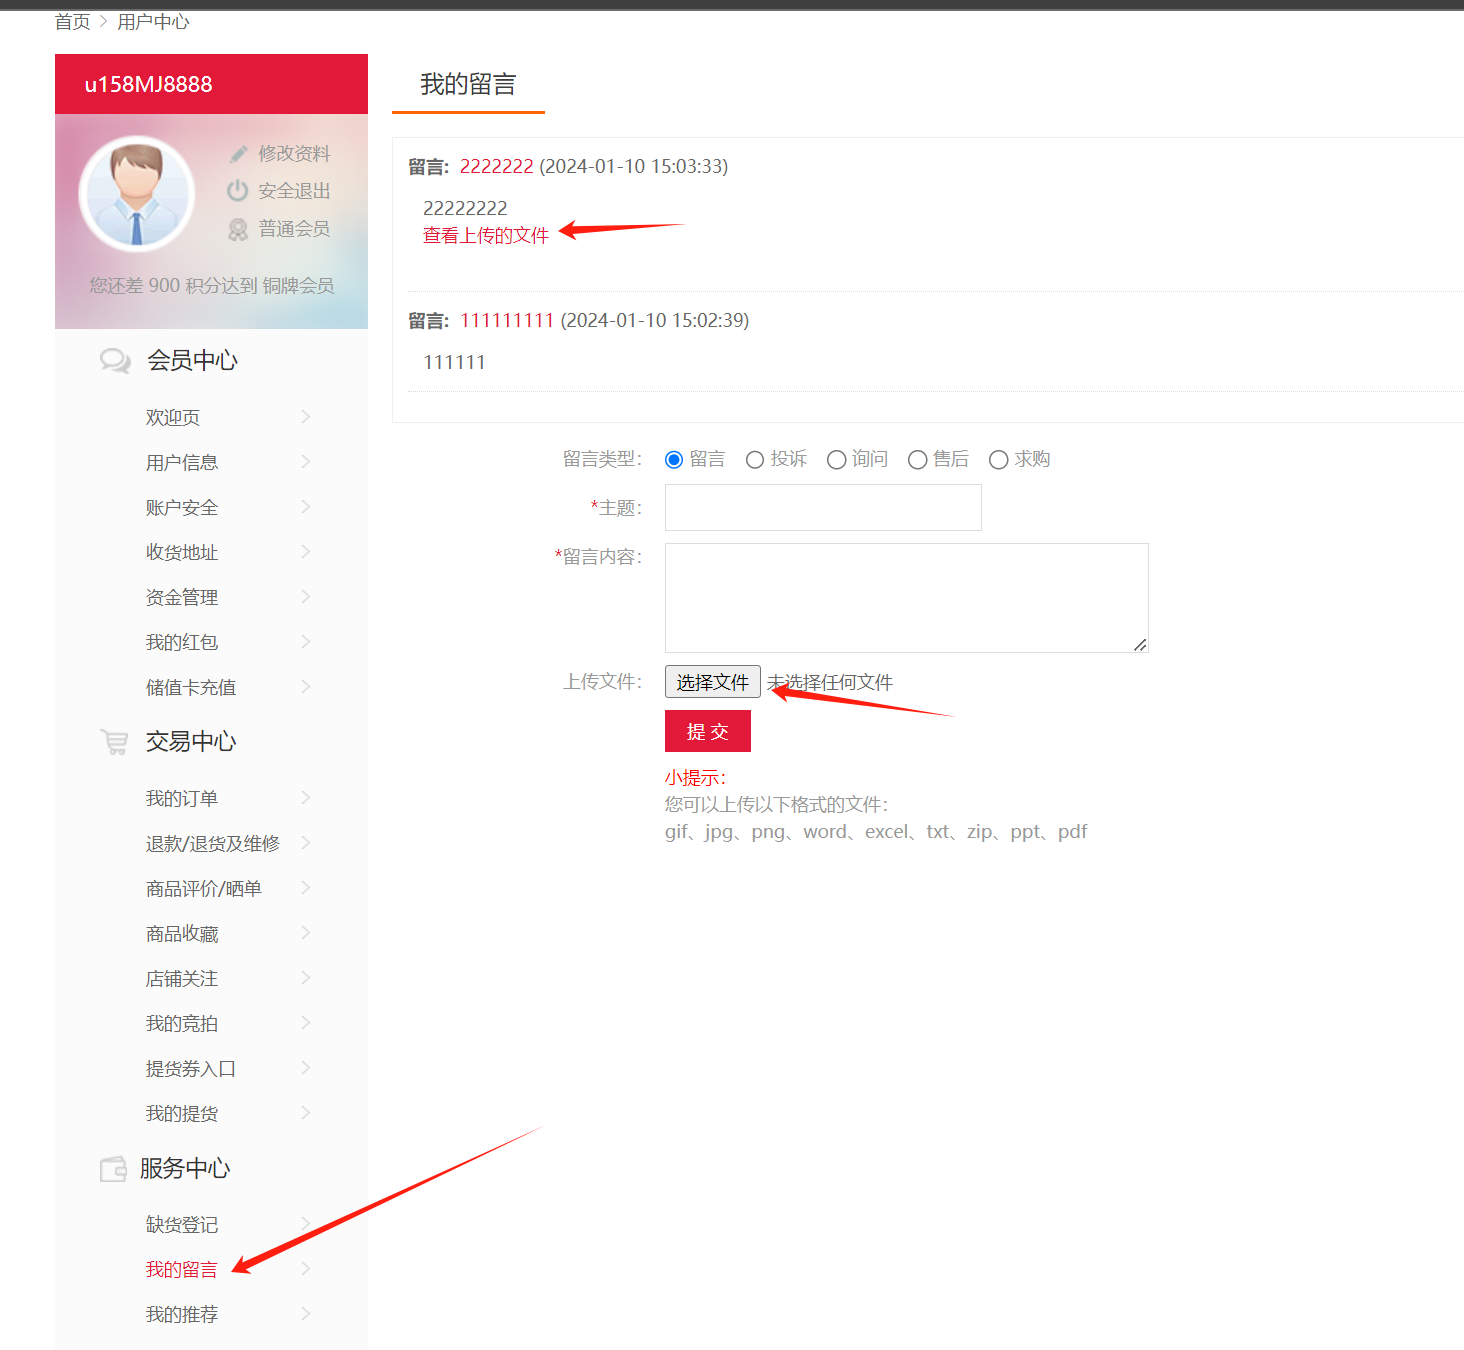 首页 > 用户中心
u158MJ8888
修改资料
安全退出
普通会员
您还差 900 积分达到 铜牌会员
会员中心
欢迎页
用户信息
账户安全
收货地址
资金管理
我的红包
储值卡充值
交易中心
我的订单
退款/退货及维修
商品评价/晒单
商品收藏
店铺关注
我的竞拍
提货券入口
我的提货
服务中心
缺货登记
我的留言
我的推荐
我的留言
留言: 2222222 (2024-01-10 15:03:33)
22222222
查看上传的文件
留言: 111111111 (2024-01-10 15:02:39)
111111
留言类型: 留言 投诉 询问 售后 求购
*主题:
*留言内容:
上传文件: 选择文件 未选择任何文件
提 交
小提示:
您可以上传以下格式的文件:
gif、jpg、png、word、excel、txt、zip、ppt、pdf